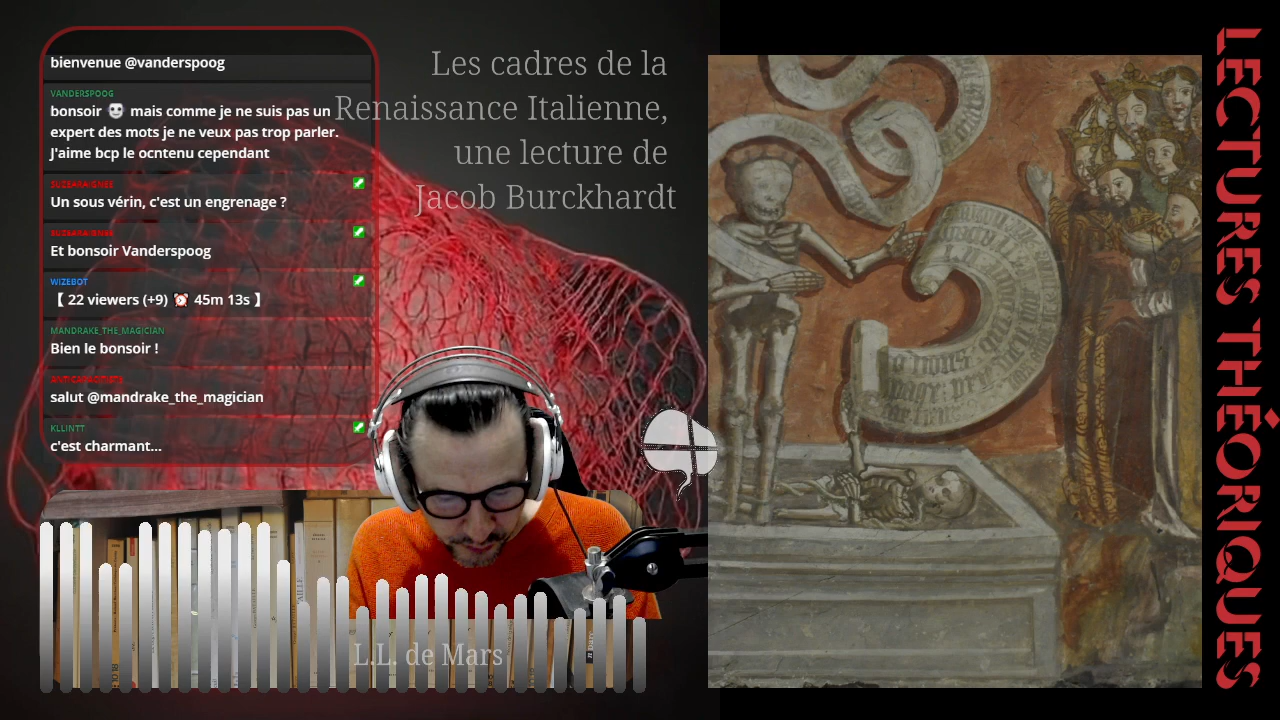 bienvenue @vanderspoog
VANDERSPOOG
bonsoir mais comme je ne suis pas un
expert des mots je ne veux pas trop parler.
J'aime bcp le ocntenu cependant
SUZEARAIGNEE
Un sous vérin, c'est un engrenage ?
SUZEARAIGNEE
Et bonsoir Vanderspoog
WIZEBOT
【 22 viewers (+9) ⏰ 45m 13s 】
MANDRAKE_THE_MAGICIAN
Bien le bonsoir !
salut @mandrake_the_magician
KLLINTT
c'est charmant...
Les cadres de la
Renaissance Italienne,
une lecture de
Jacob Burckhardt
L.L. de Mars
LECTURES THÉORIQUES